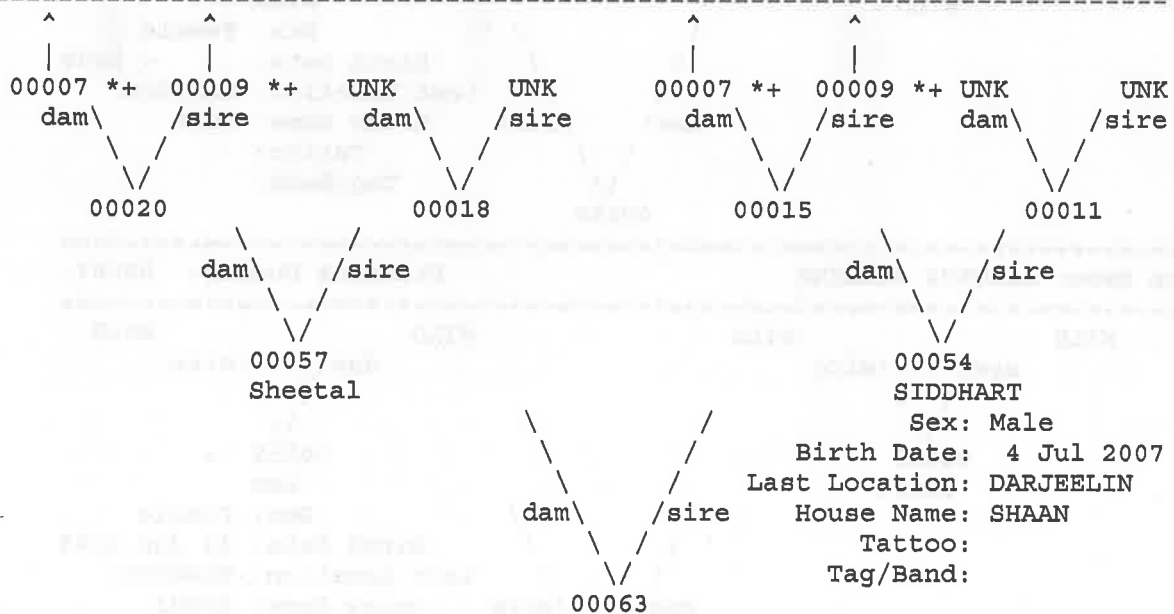 00007 *+ 00009 *+ UNK UNK 00007 *+ 00009 *+ UNK UNK
dam\ /sire dam\ /sire dam\ /sire dam\ /sire
00020 00018 00015 00011
dam\ /sire dam\ /sire
00057 00054
Sheetal SIDDHART
Sex: Male
Birth Date: 4 Jul 2007
Last Location: DARJEELIN
dam\ /sire House Name: SHAAN
Tattoo:
Tag/Band:
00063